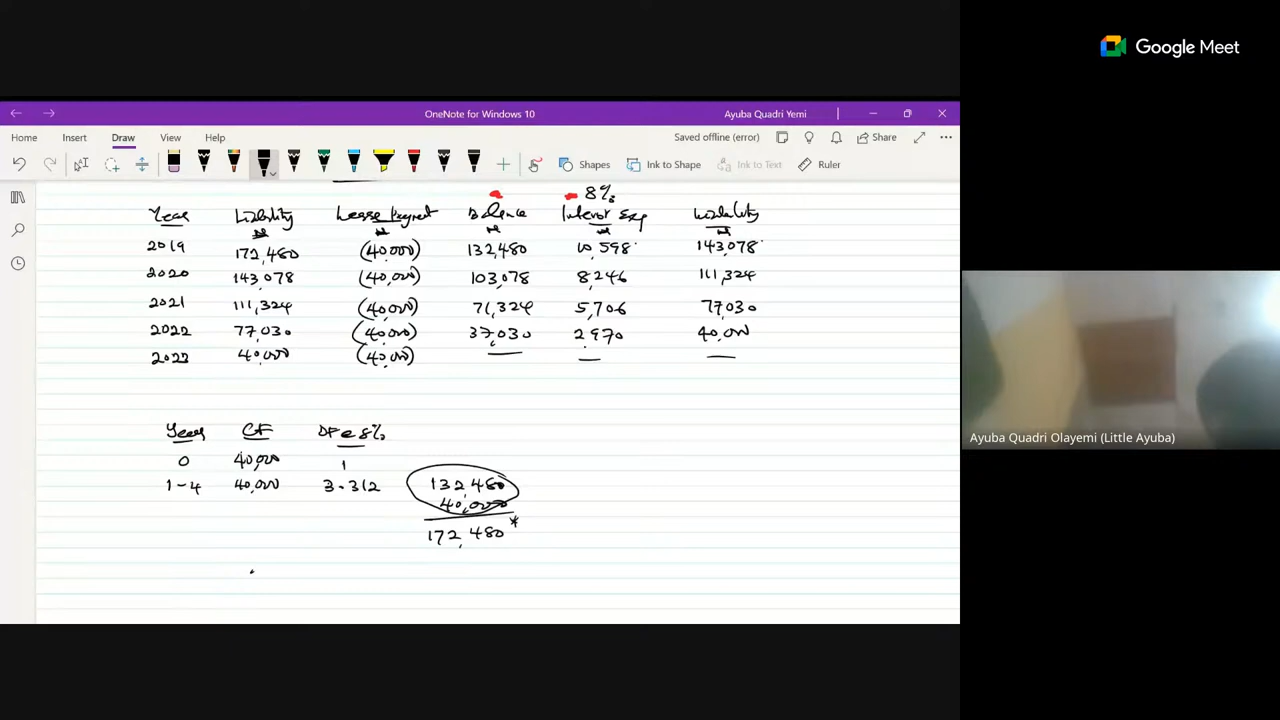 Google Meet
OneNote for Windows 10
Ayuba Quadri Yemi
Home Insert Draw View Help
Saved offline (error)
Share
Shapes
Ink to Shape
Ink to Text
Ruler
8%
Year Liability Lease Payment Balance Interest Exp Liability
₦ ₦ ₦ ₦ ₦
2019 172,480 (40,000) 132,480 10,598 143,078
2020 143,078 (40,000) 103,078 8,246 111,324
2021 111,324 (40,000) 71,324 5,706 77,030
2022 77,030 (40,000) 37,030 2970 40,000
2023 40,000 (40,000)
Years CF DF @ 8%
0 40,000 1
1-4 40,000 3.312 132,480
40,000
172,480 *
Ayuba Quadri Olayemi (Little Ayuba)